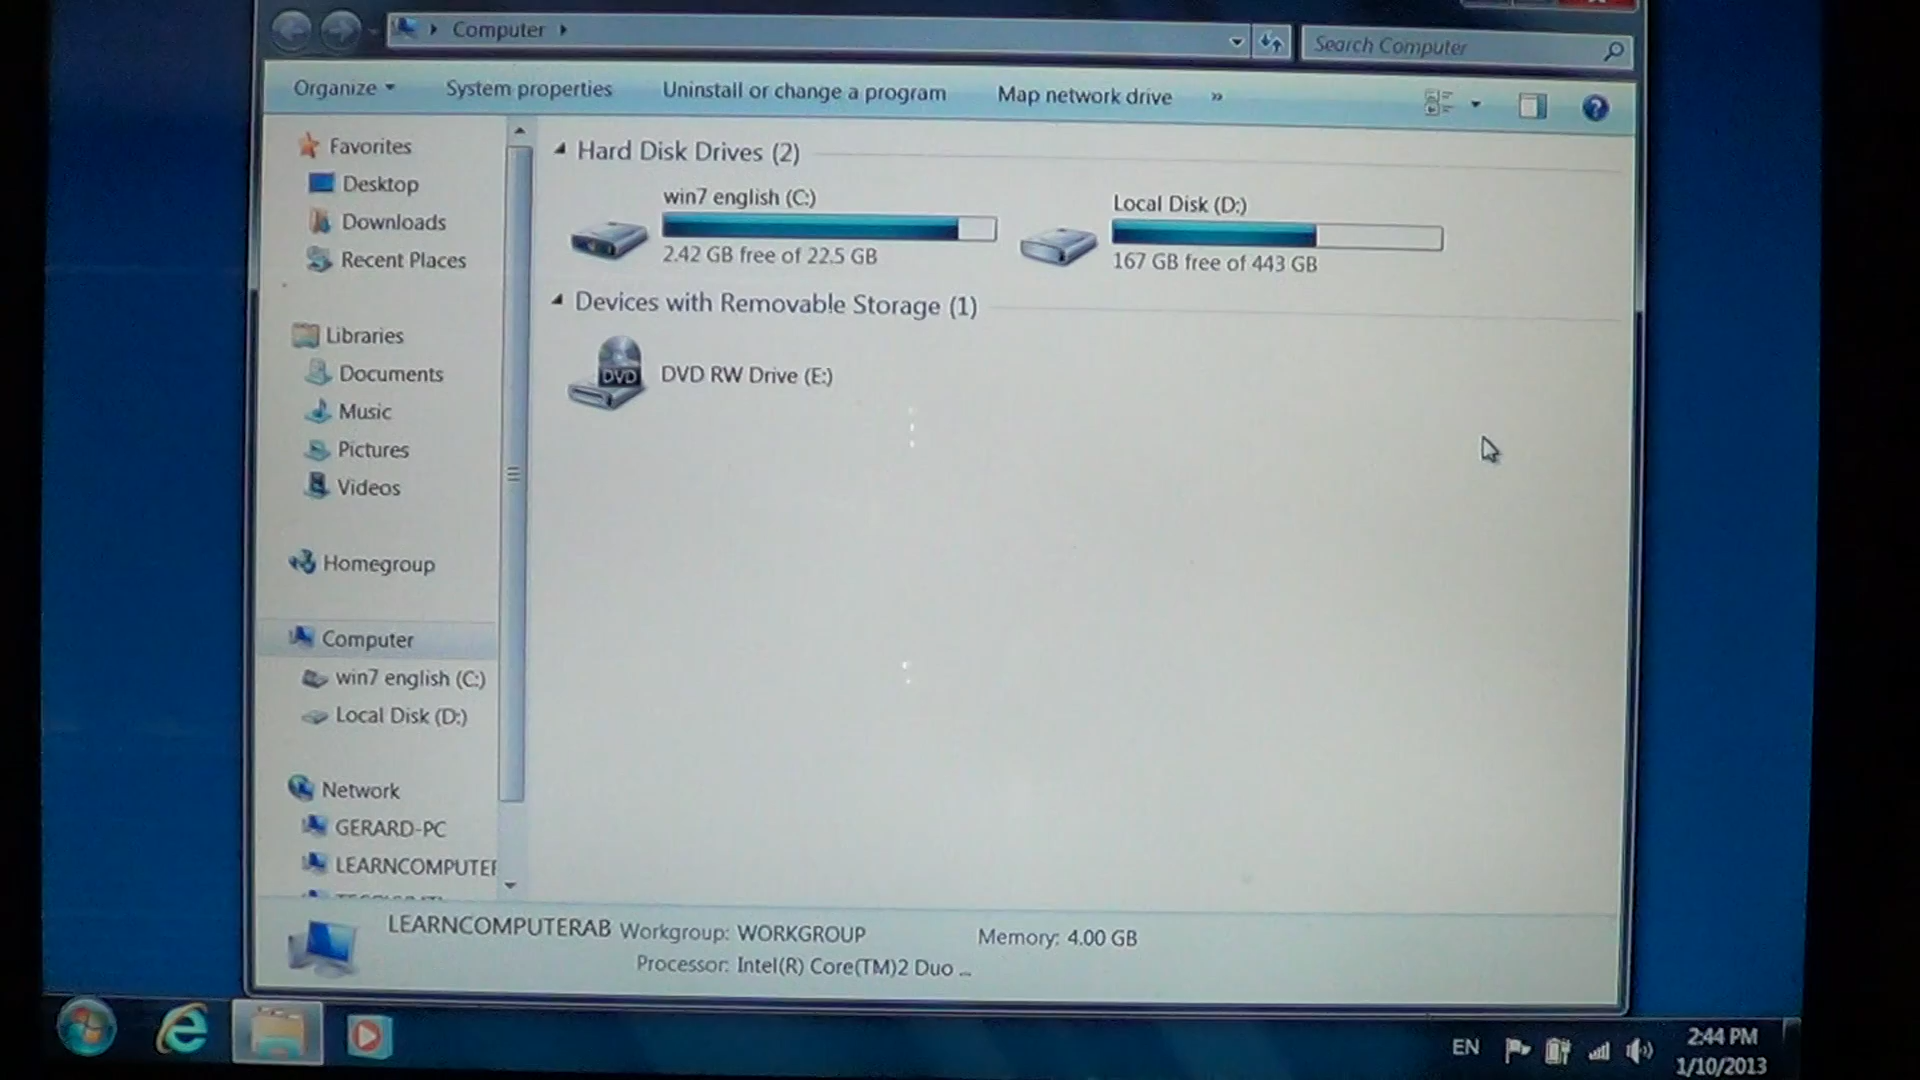 Computer
Search Computer
Organize
System properties
Uninstall or change a program
Map network drive
»
Favorites
Desktop
Downloads
Recent Places
Libraries
Documents
Music
Pictures
Videos
Homegroup
Computer
win7 english (C:)
Local Disk (D:)
Network
GERARD-PC
LEARNCOMPUTER
Hard Disk Drives (2)
win7 english (C:)
2.42 GB free of 22.5 GB
Local Disk (D:)
167 GB free of 443 GB
Devices with Removable Storage (1)
DVD
DVD RW Drive (E:)
LEARNCOMPUTERAB Workgroup: WORKGROUP
Memory: 4.00 GB
Processor: Intel(R) Core(TM)2 Duo ...
EN
2:44 PM
1/10/2013